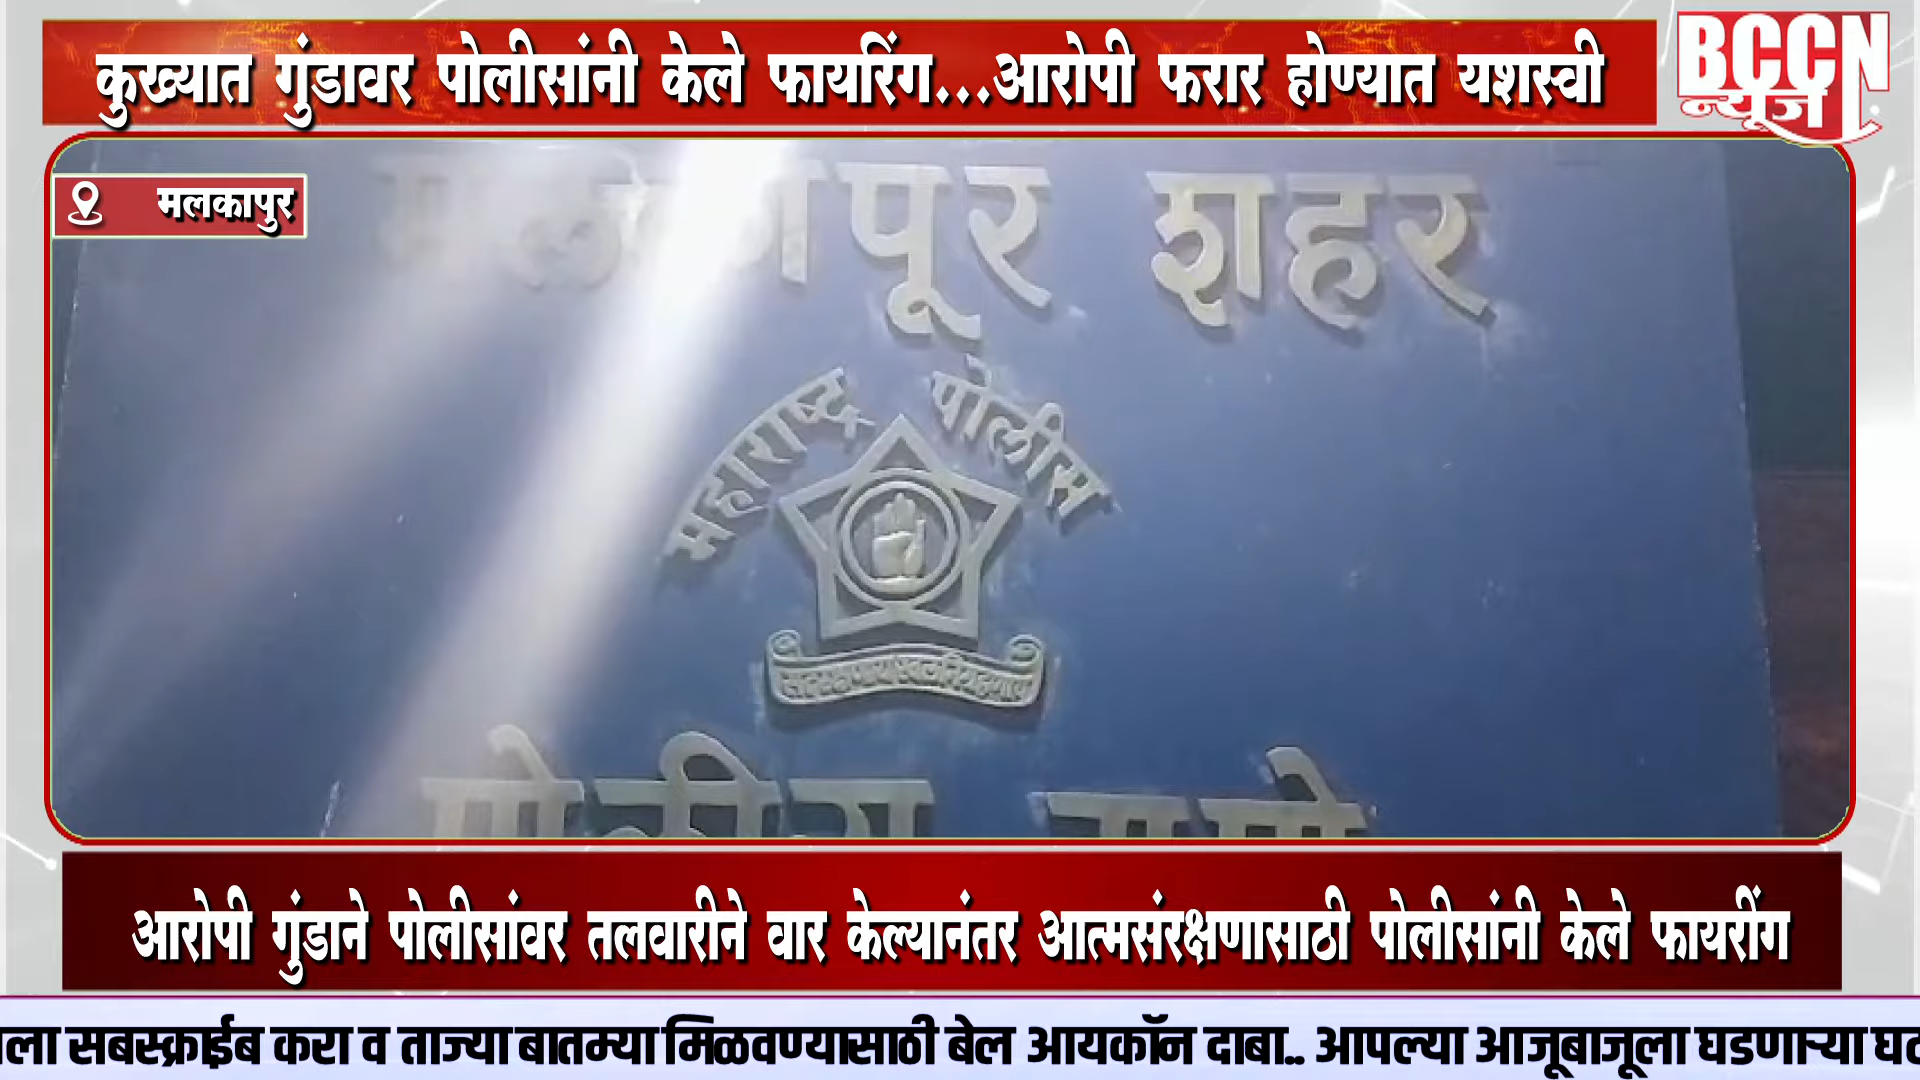 कुख्यात गुंडावर पोलीसांनी केले फायरिंग...आरोपी फरार होण्यात यशस्वी
BCCN
न्यूज
मलकापुर
मलकापूर शहर
महाराष्ट्र पोलीस
पोलीस ठाणे
आरोपी गुंडाने पोलीसांवर तलवारीने वार केल्यानंतर आत्मसंरक्षणासाठी पोलीसांनी केले फायरींग
सबस्क्राईब करा व ताज्या बातम्या मिळवण्यासाठी बेल आयकॉन दाबा.. आपल्या आजूबाजूला घडणाऱ्या